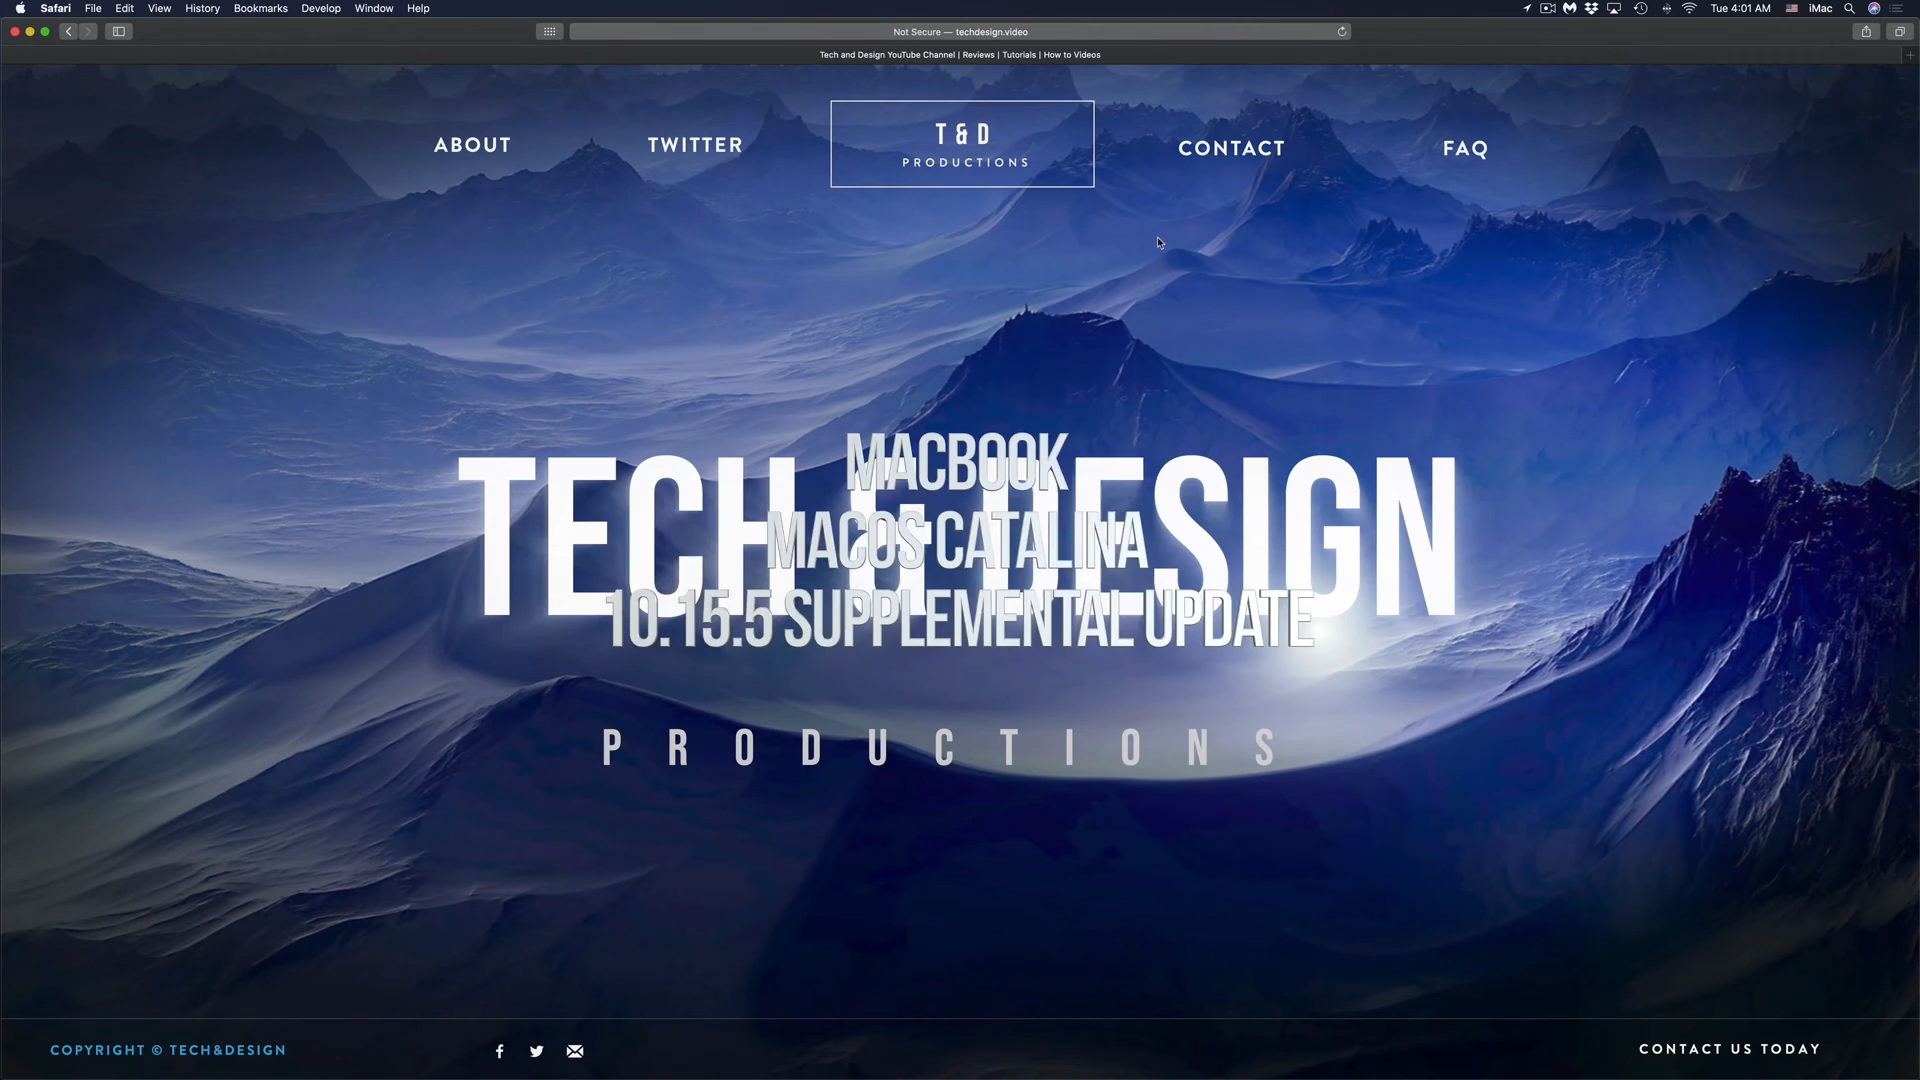 Safari File Edit View History Bookmarks Develop Window Help
Tue 4:01 AM iMac
Not Secure — techdesign.video
Tech and Design YouTube Channel | Reviews | Tutorials | How to Videos
ABOUT
TWITTER
T & D
PRODUCTIONS
CONTACT
FAQ
TECH & DESIGN
MACBOOK
MACOS CATALINA
10.15.5 SUPPLEMENTAL UPDATE
PRODUCTIONS
COPYRIGHT © TECH&DESIGN
CONTACT US TODAY